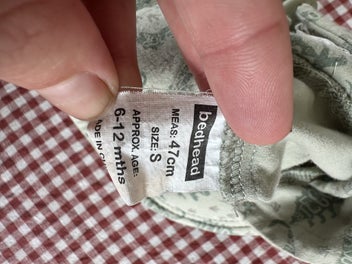 bedhead
MEAS: 47cm
SIZE: S
APPROX. AGE:
6-12 mths